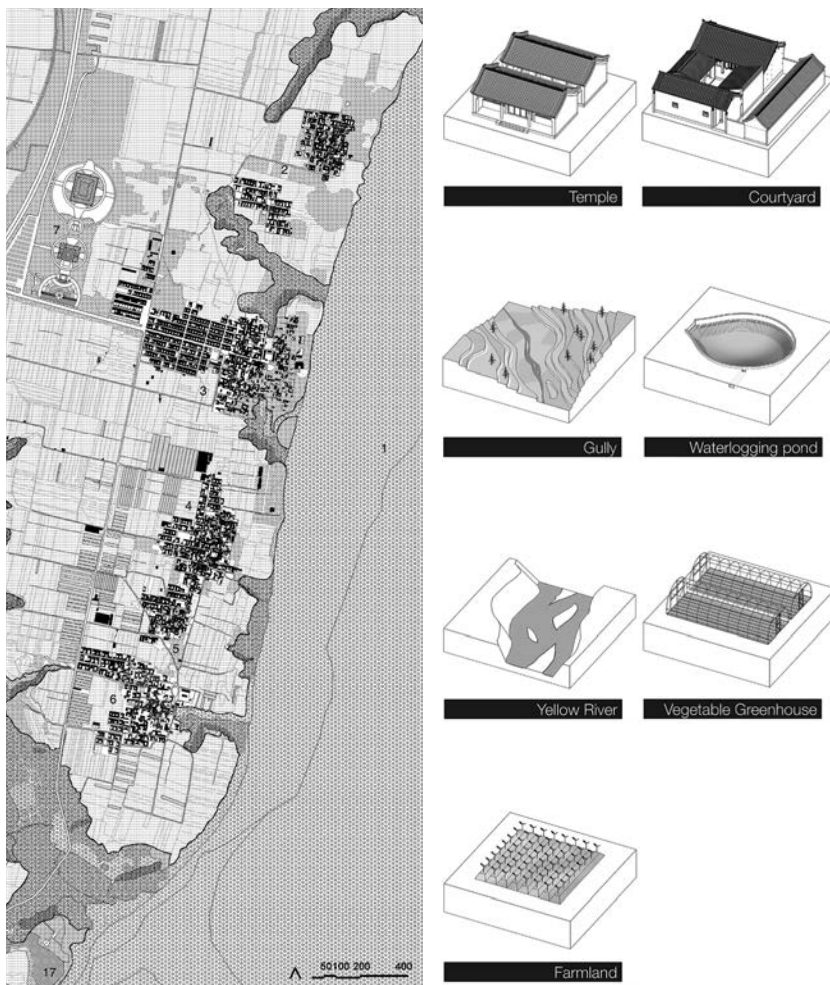 2
7
3
1
4
5
6
17
50100 200 400
Temple
Courtyard
Gully
Waterlogging pond
Yellow River
Vegetable Greenhouse
Farmland